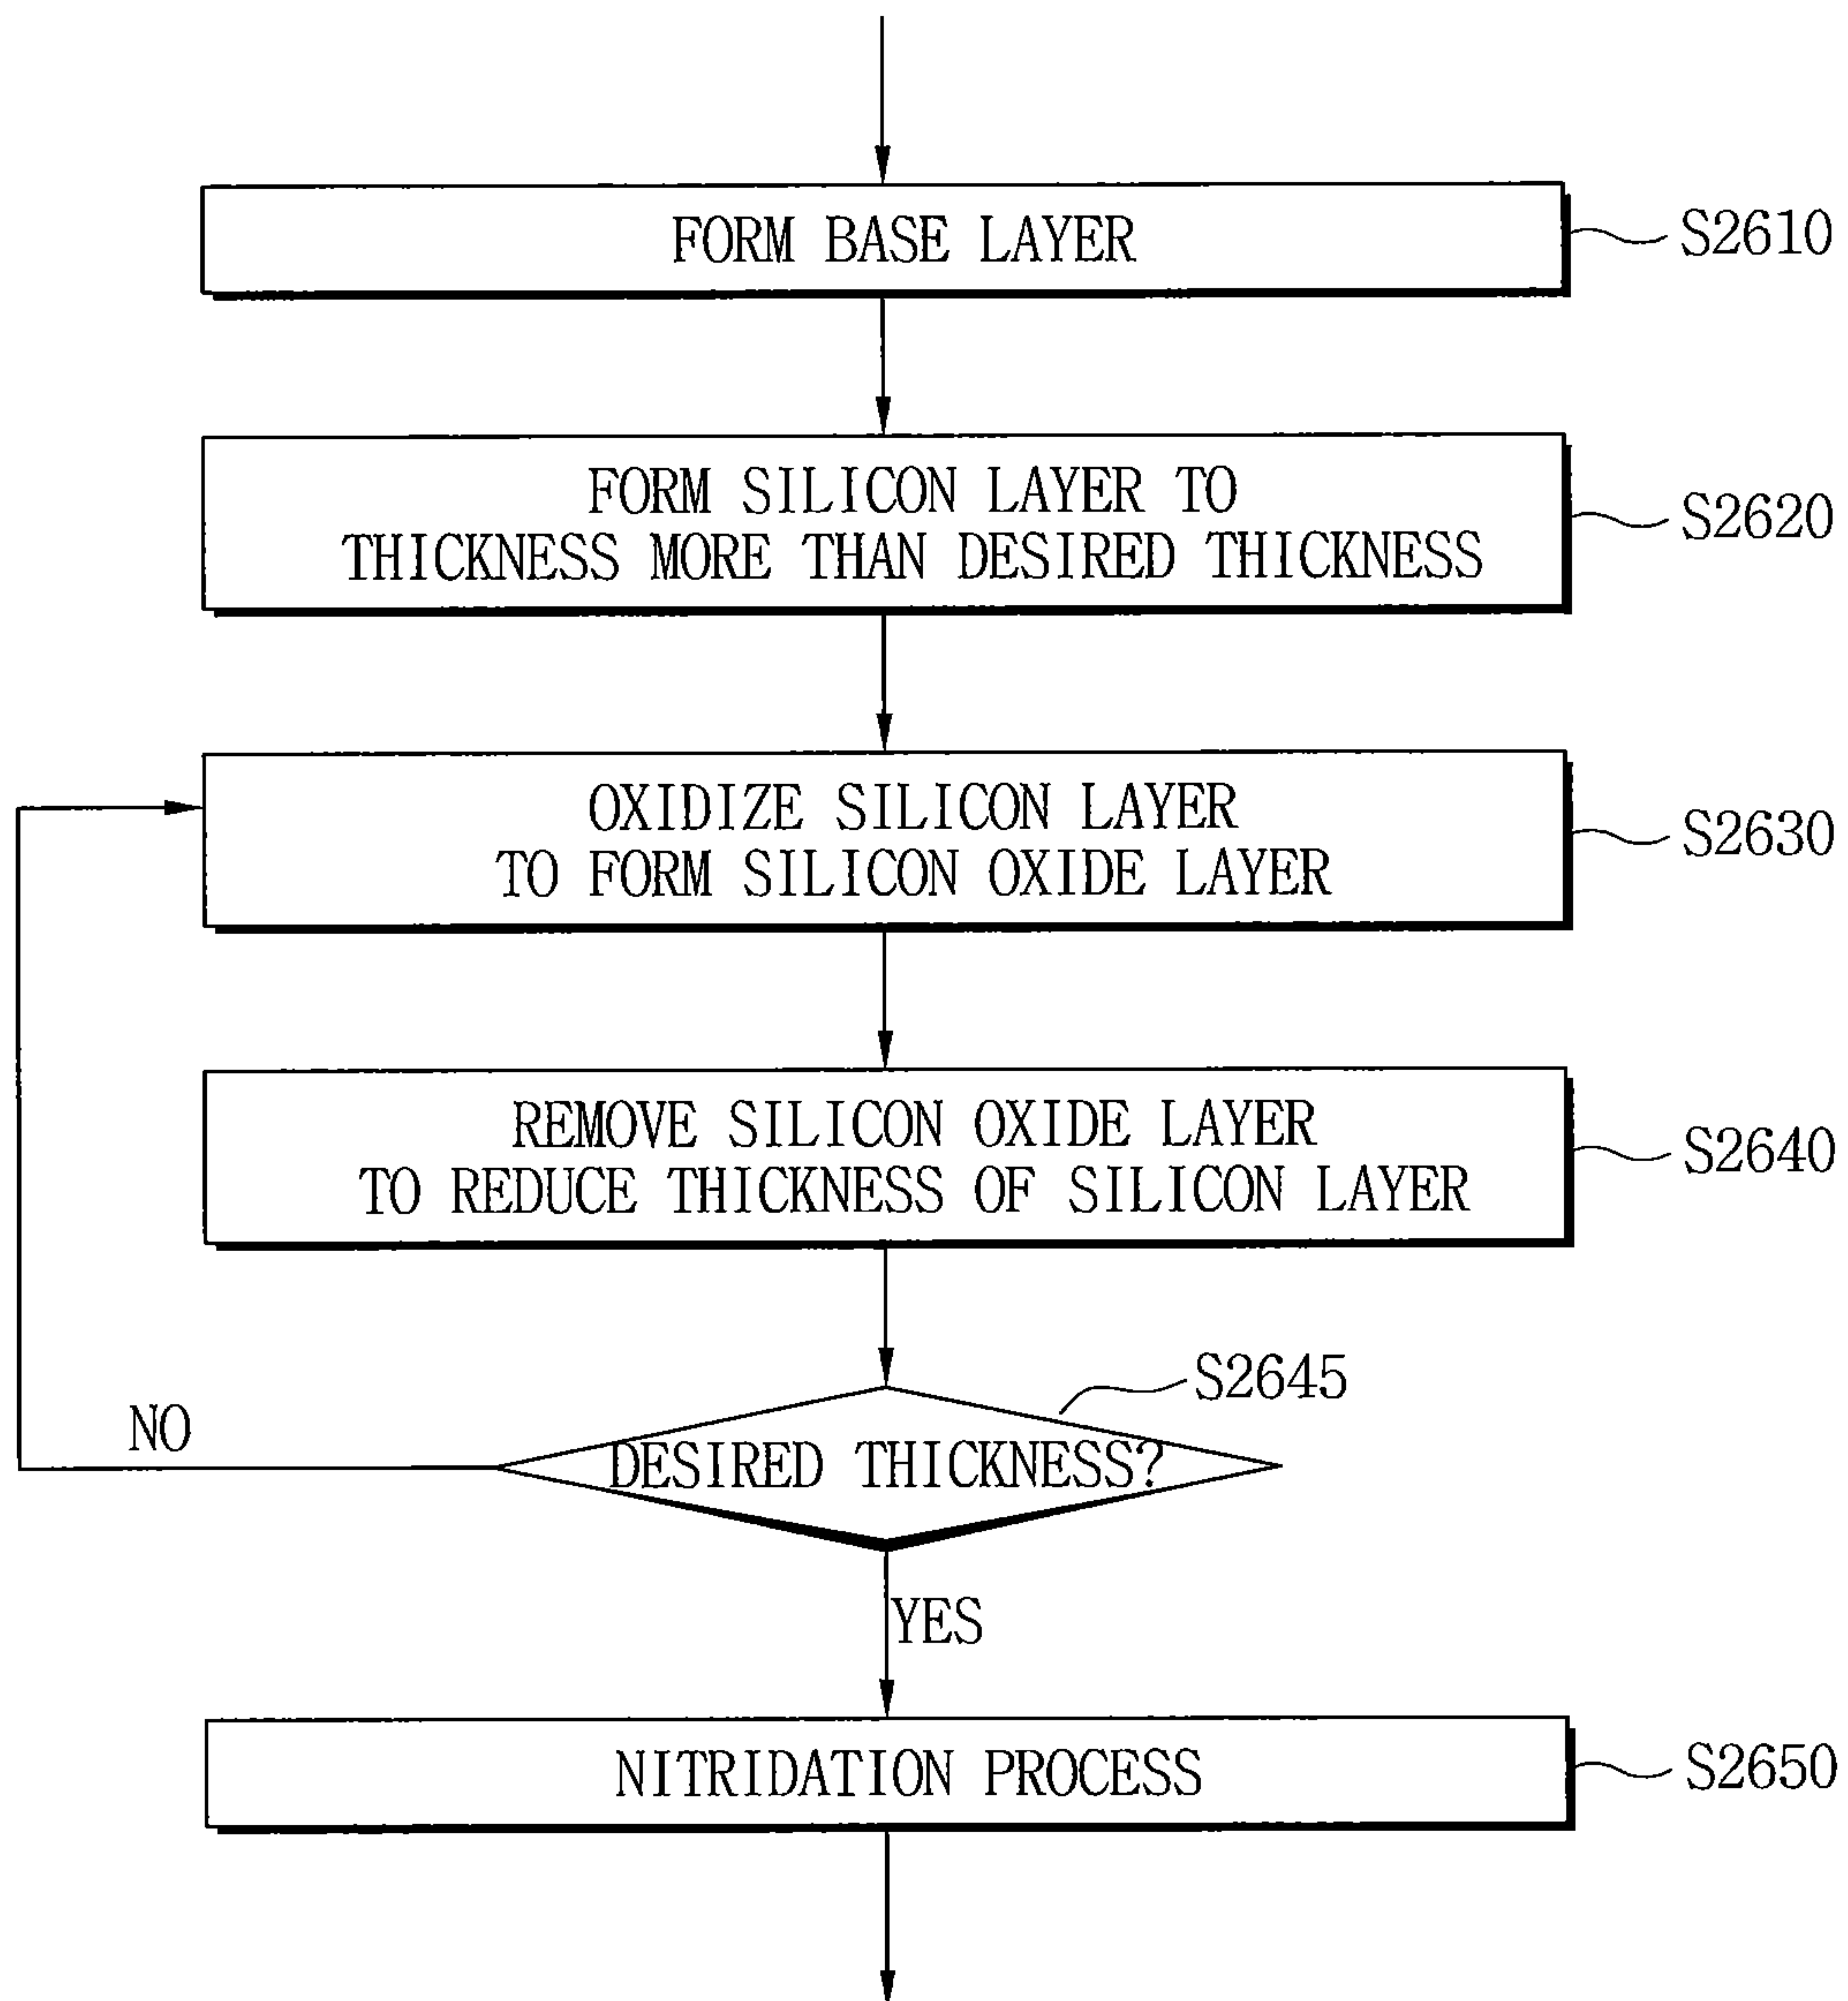 FORM BASE LAYER
S2610
FORM SILICON LAYER TO
THICKNESS MORE THAN DESIRED THICKNESS
S2620
OXIDIZE SILICON LAYER
TO FORM SILICON OXIDE LAYER
S2630
REMOVE SILICON OXIDE LAYER
TO REDUCE THICKNESS OF SILICON LAYER
S2640
S2645
NO
DESIRED THICKNESS?
YES
NITRIDATION PROCESS
S2650